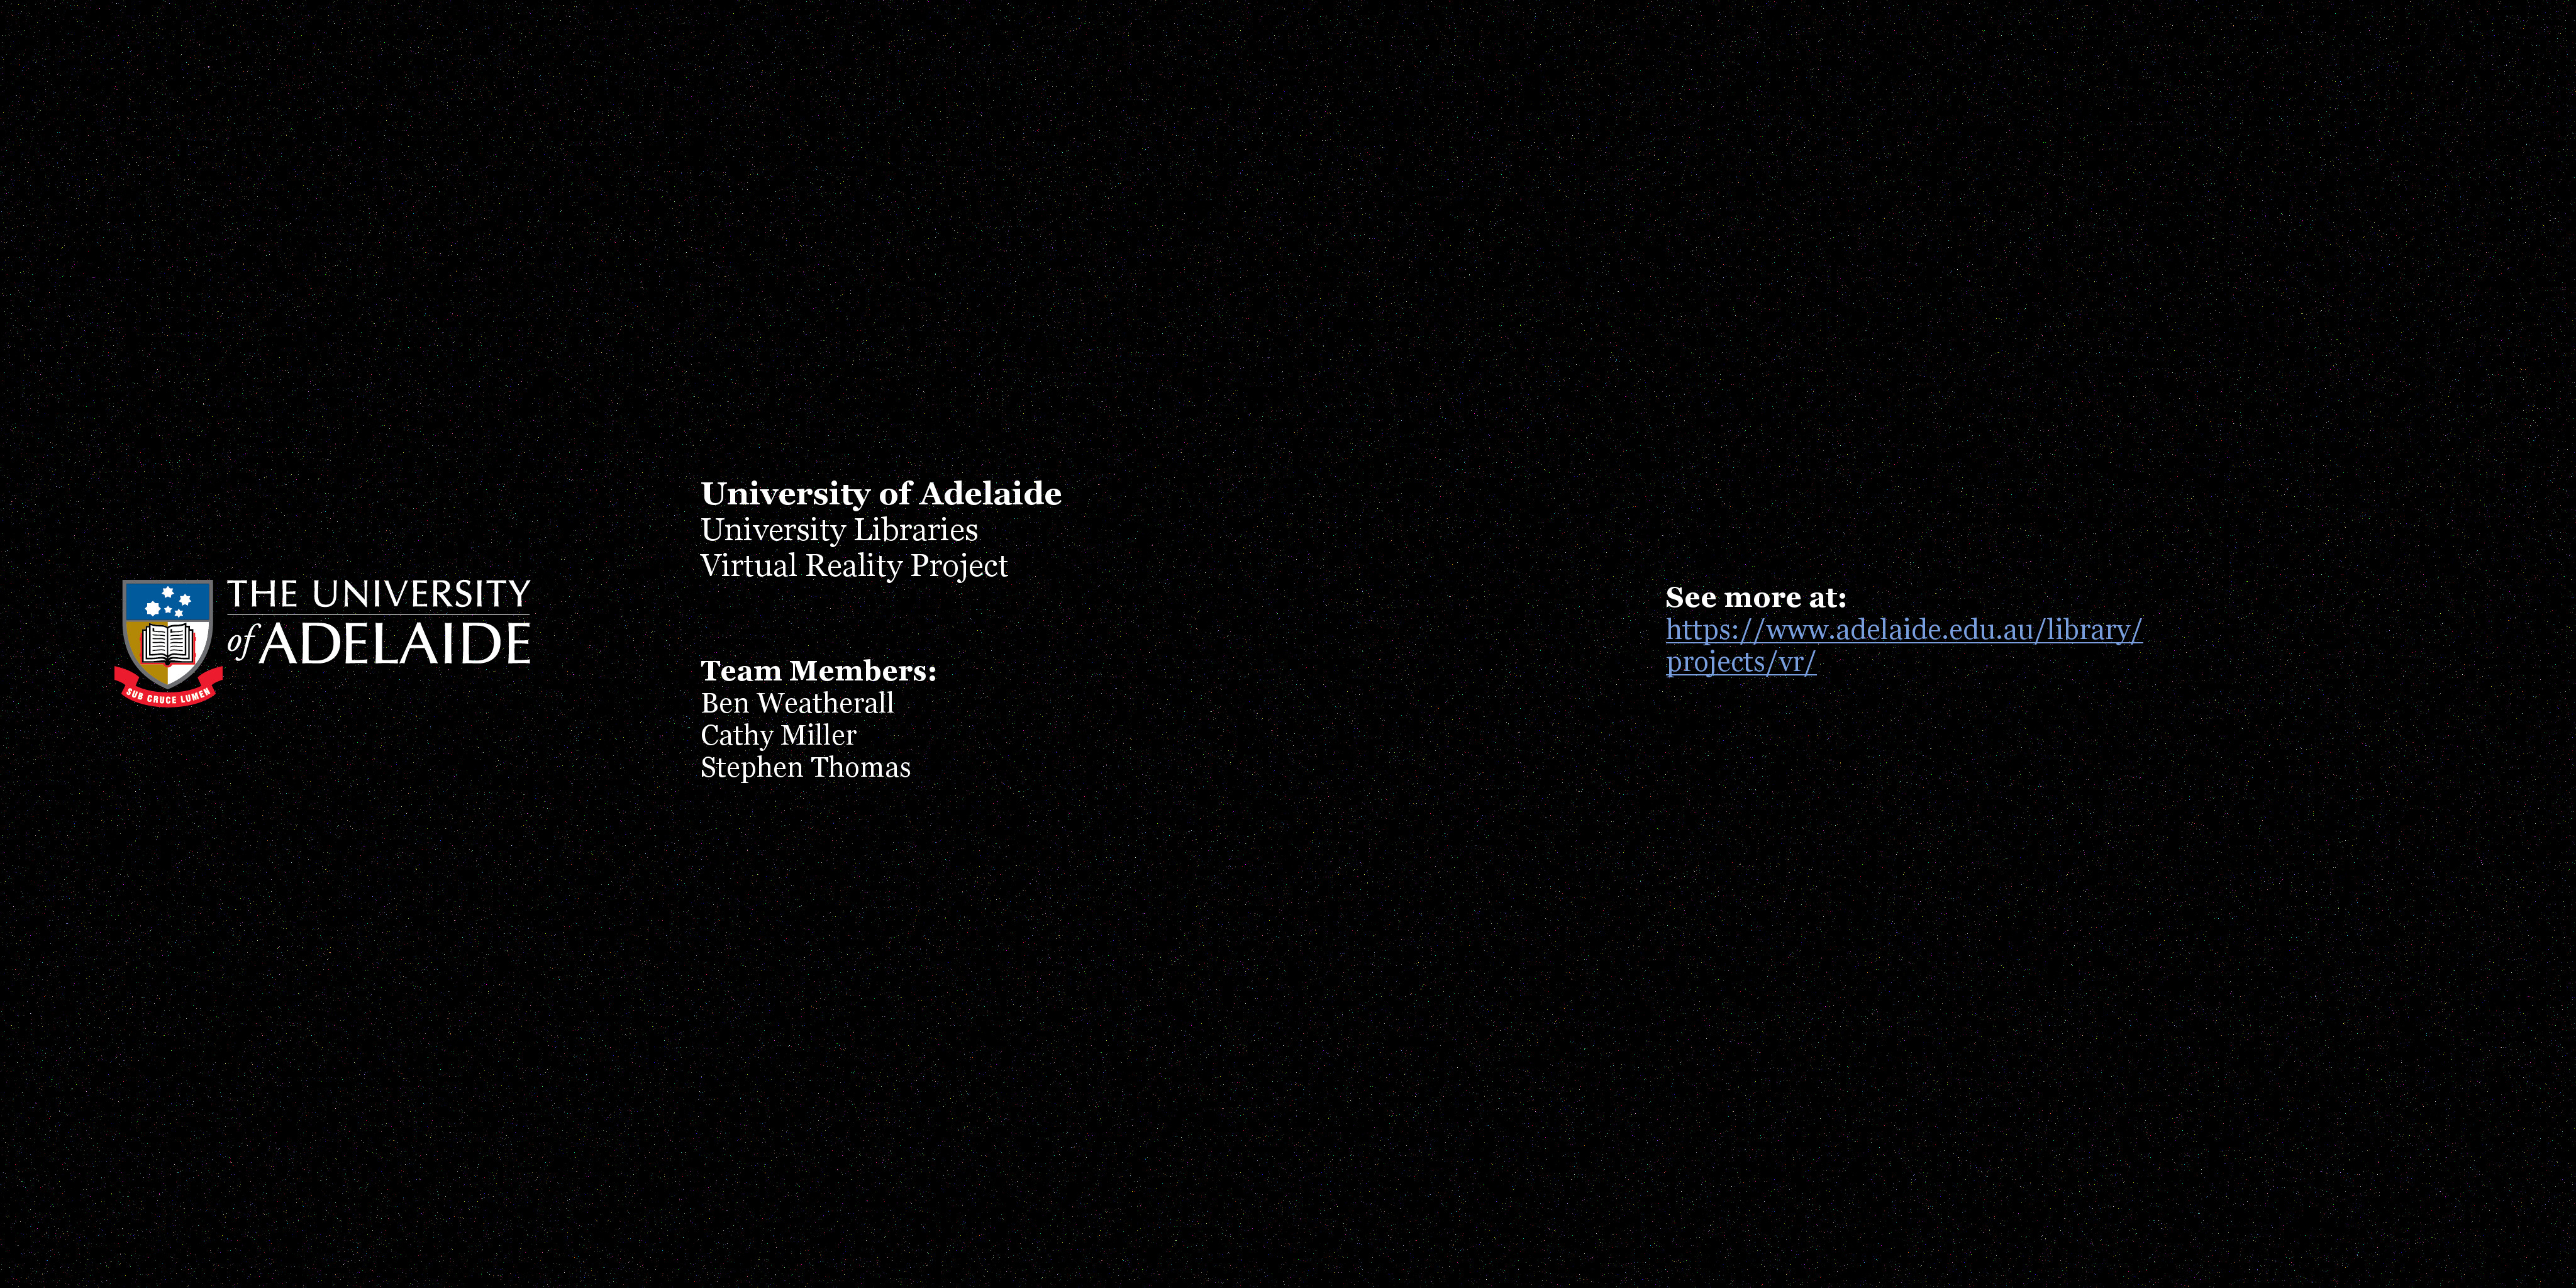 THE UNIVERSITY
of ADELAIDE
SUB CRUCE LUMEN
University of Adelaide
University Libraries
Virtual Reality Project
Team Members:
Ben Weatherall
Cathy Miller
Stephen Thomas
See more at:
https://www.adelaide.edu.au/library/
projects/vr/